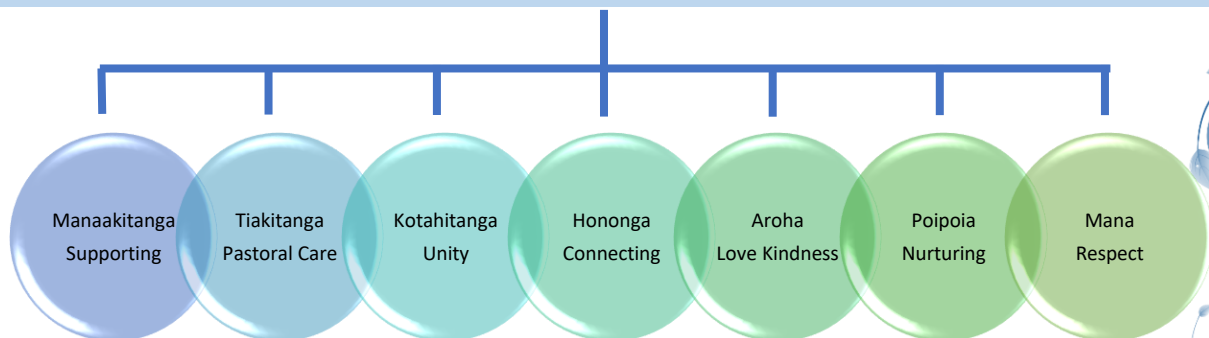 Manaakitanga
Supporting
Tiakitanga
Pastoral Care
Kotahitanga
Unity
Hononga
Connecting
Aroha
Love Kindness
Poipoia
Nurturing
Mana
Respect